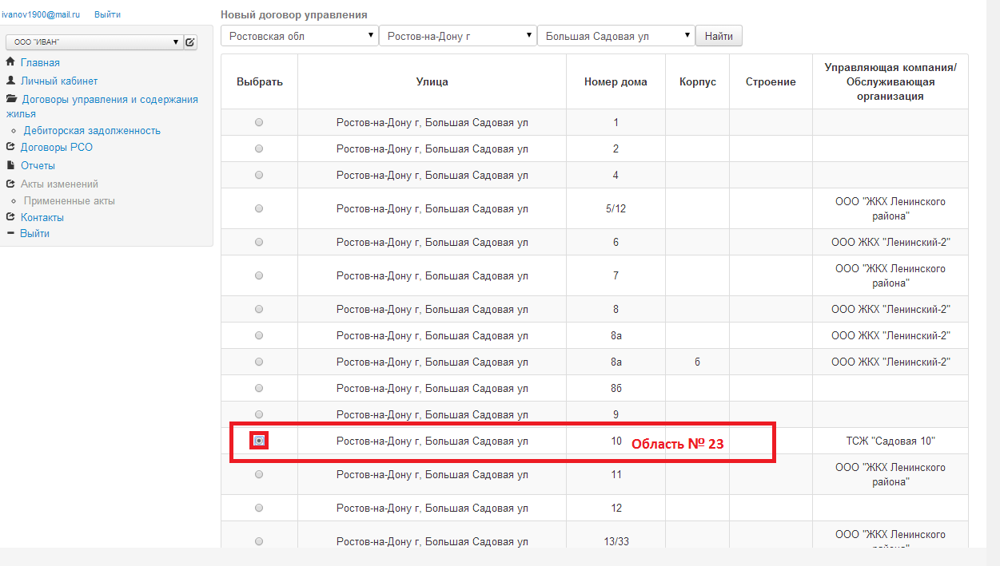 ivanov1900@mail.ru Выйти
ООО "ИВАН"
Главная
Личный кабинет
Договоры управления и содержания
жилья
Дебиторская задолженность
Договоры РСО
Отчеты
Акты изменений
Примененные акты
Контакты
Выйти
Новый договор управления
Ростовская обл Ростов-на-Дону г Большая Садовая ул Найти
Выбрать Улица Номер дома Корпус Строение Управляющая компания/
Обслуживающая
организация
Ростов-на-Дону г, Большая Садовая ул 1
Ростов-на-Дону г, Большая Садовая ул 2
Ростов-на-Дону г, Большая Садовая ул 4
Ростов-на-Дону г, Большая Садовая ул 5/12 ООО "ЖКХ Ленинского
района"
Ростов-на-Дону г, Большая Садовая ул 6 ООО ЖКХ "Ленинский-2"
Ростов-на-Дону г, Большая Садовая ул 7 ООО "ЖКХ Ленинского
района"
Ростов-на-Дону г, Большая Садовая ул 8 ООО ЖКХ "Ленинский-2"
Ростов-на-Дону г, Большая Садовая ул 8а ООО ЖКХ "Ленинский-2"
Ростов-на-Дону г, Большая Садовая ул 8а б ООО ЖКХ "Ленинский-2"
Ростов-на-Дону г, Большая Садовая ул 8б
Ростов-на-Дону г, Большая Садовая ул 9
Ростов-на-Дону г, Большая Садовая ул 10 Область № 23 ТСЖ "Садовая 10"
Ростов-на-Дону г, Большая Садовая ул 11 ООО "ЖКХ Ленинского
района"
Ростов-на-Дону г, Большая Садовая ул 12
Ростов-на-Дону г, Большая Садовая ул 13/33 ООО "ЖКХ Ленинского